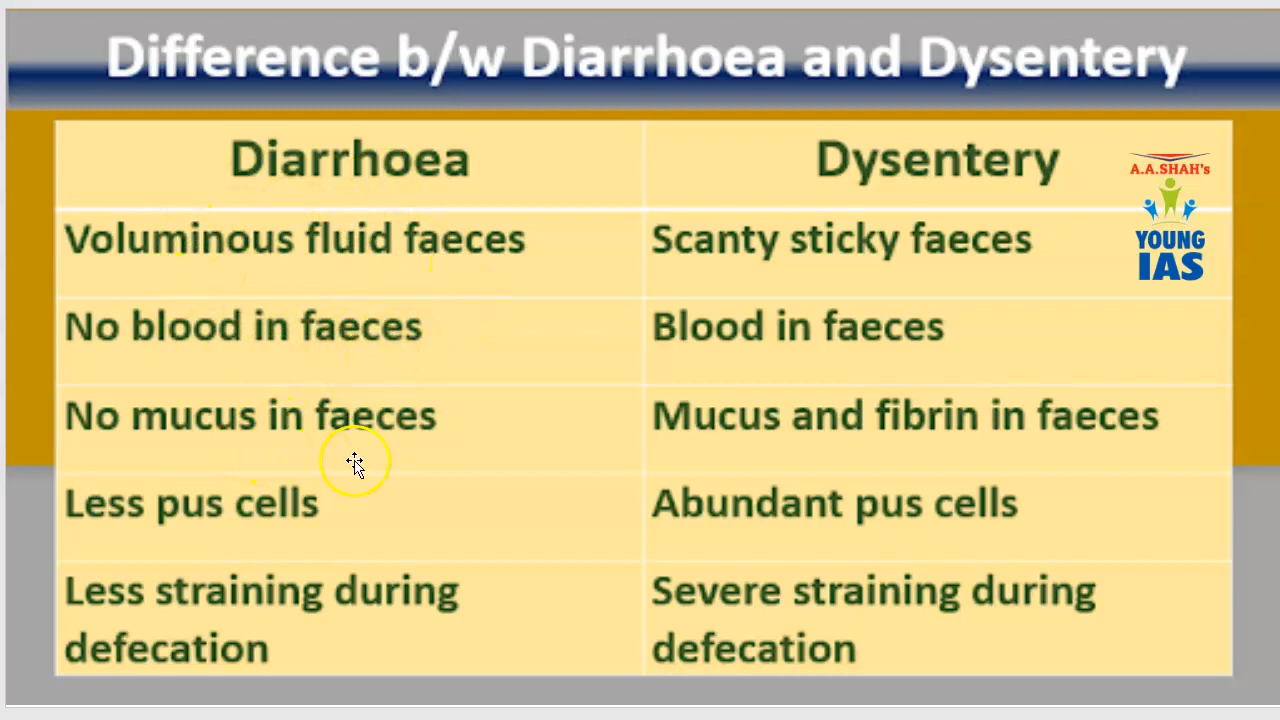 Difference b/w Diarrhoea and Dysentery
Diarrhoea
Dysentery
A.A.SHAH's
YOUNG
IAS
Voluminous fluid faeces
Scanty sticky faeces
No blood in faeces
Blood in faeces
No mucus in faeces
Mucus and fibrin in faeces
Less pus cells
Abundant pus cells
Less straining during
defecation
Severe straining during
defecation